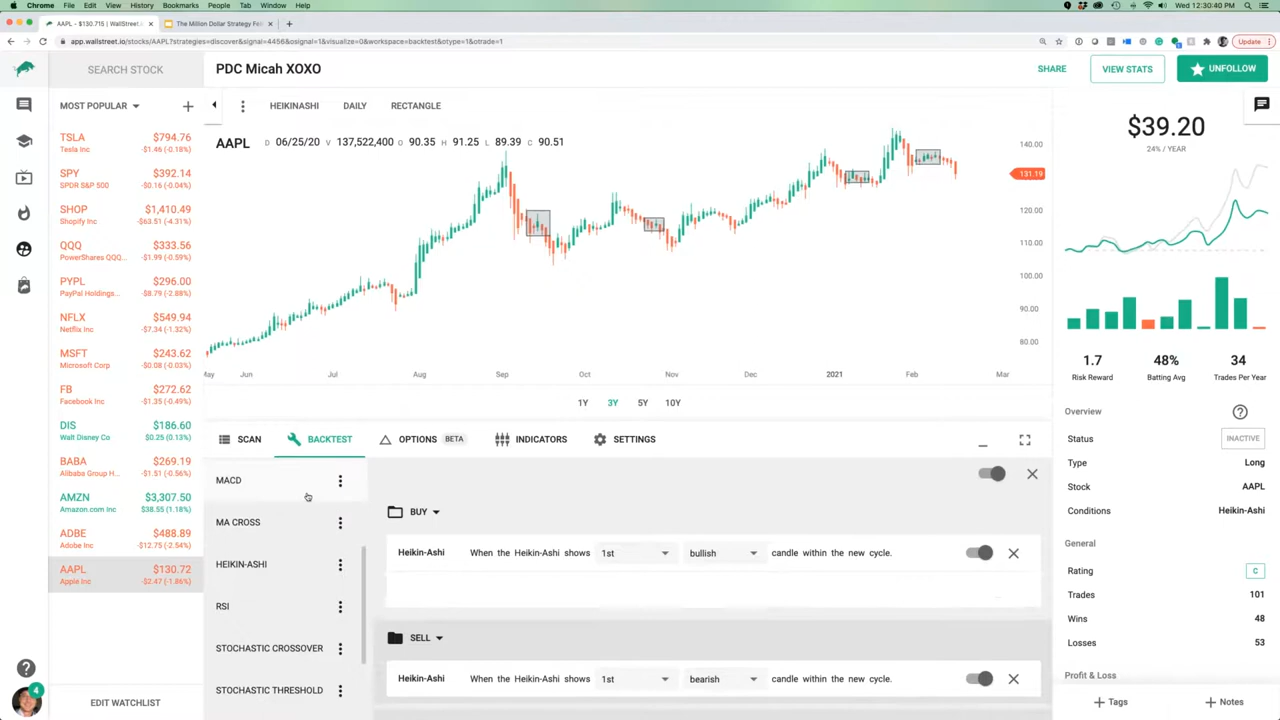 Chrome File Edit View History Bookmarks People Tab Window Help
Wed 12:30:40 PM
AAPL - $130.715 | WallStreet.
The Million Dollar Strategy Fe
app.wallstreet.io/stocks/AAPL?strategies=discover&signal=4456&osignal=1&visualize=0&workspace=backtest&otype=1&otrade=1
Update
SEARCH STOCK
PDC Micah XOXO
SHARE
VIEW STATS
UNFOLLOW
MOST POPULAR
HEIKINASHI DAILY RECTANGLE
TSLA $794.76
Tesla Inc -$1.46 (-0.18%)
SPY $392.14
SPDR S&P 500 -$0.16 (-0.04%)
SHOP $1,410.49
Shopify Inc -$63.51 (-4.31%)
QQQ $333.56
PowerShares QQQ... -$1.99 (-0.59%)
PYPL $296.00
PayPal Holdings... -$8.79 (-2.88%)
NFLX $549.94
Netflix Inc -$7.34 (-1.32%)
MSFT $243.62
Microsoft Corp -$0.08 (-0.03%)
FB $272.62
Facebook Inc -$1.35 (-0.49%)
DIS $186.60
Walt Disney Co $0.25 (0.13%)
BABA $269.19
Alibaba Group H... -$1.51 (-0.56%)
AMZN $3,307.50
Amazon.com Inc $38.55 (1.18%)
ADBE $488.89
Adobe Inc -$12.75 (-2.54%)
AAPL $130.72
Apple Inc -$2.47 (-1.86%)
EDIT WATCHLIST
4
AAPL D 06/25/20 V 137,522,400 O 90.35 H 91.25 L 89.39 C 90.51
140.00
131.19
120.00
110.00
100.00
90.00
80.00
May Jun Jul Aug Sep Oct Nov Dec 2021 Feb Mar
1Y 3Y 5Y 10Y
SCAN BACKTEST OPTIONS BETA INDICATORS SETTINGS
MACD
MA CROSS
HEIKIN-ASHI
RSI
STOCHASTIC CROSSOVER
STOCHASTIC THRESHOLD
BUY
Heikin-Ashi When the Heikin-Ashi shows 1st bullish candle within the new cycle.
SELL
Heikin-Ashi When the Heikin-Ashi shows 1st bearish candle within the new cycle.
$39.20
24% / YEAR
1.7 48% 34
Risk Reward Batting Avg Trades Per Year
Overview
Status INACTIVE
Type Long
Stock AAPL
Conditions Heikin-Ashi
General
Rating C
Trades 101
Wins 48
Losses 53
Profit & Loss
+ Tags + Notes